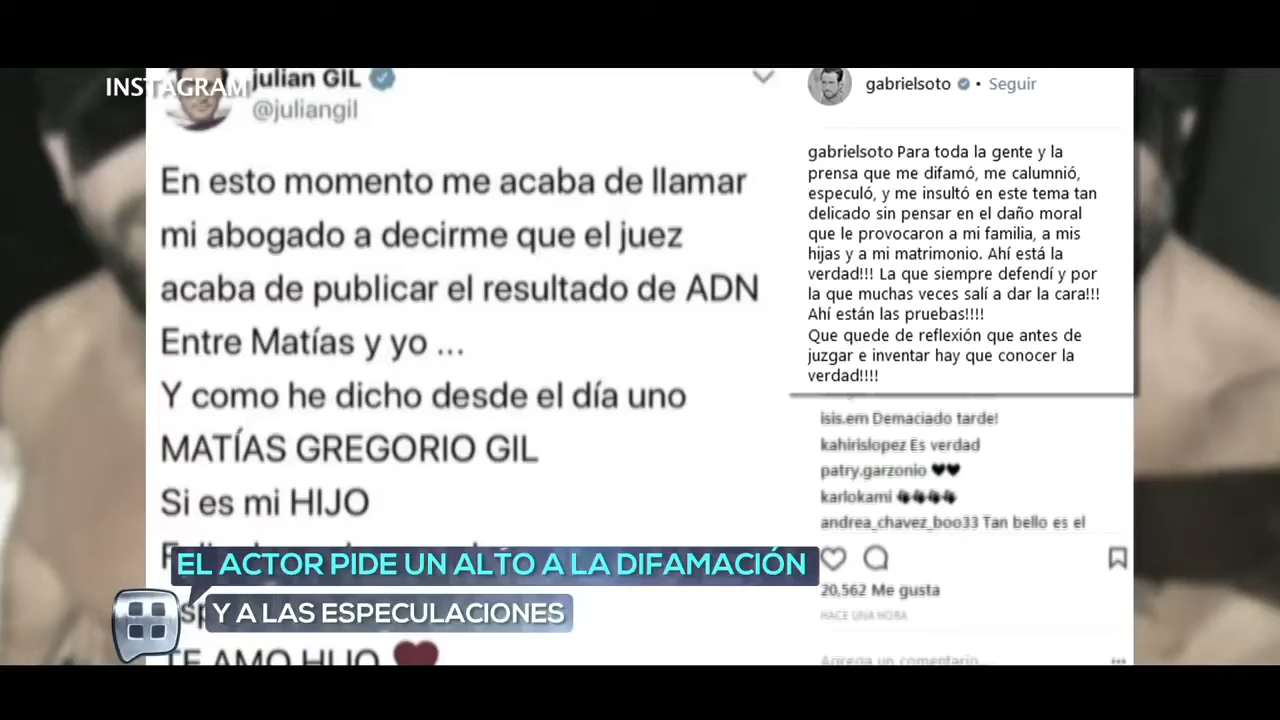 INSTAGRAM
julian GIL
@juliangil
En esto momento me acaba de llamar
mi abogado a decirme que el juez
acaba de publicar el resultado de ADN
Entre Matías y yo ...
Y como he dicho desde el día uno
MATÍAS GREGORIO GIL
Si es mi HIJO
TE AMO HIJO ❤
gabrielsoto • Seguir
gabrielsoto Para toda la gente y la
prensa que me difamó, me calumnió,
especuló, y me insultó en este tema tan
delicado sin pensar en el daño moral
que le provocaron a mi familia, a mis
hijas y a mi matrimonio. Ahí está la
verdad!!! La que siempre defendí y por
la que muchas veces salí a dar la cara!!!
Ahí están las pruebas!!!!
Que quede de reflexión que antes de
juzgar e inventar hay que conocer la
verdad!!!!
isis.em Demaciado tarde!
kahirislopez Es verdad
patry.garzonio ♥♥
karlokami
andrea_chavez_boo33 Tan bello es el
20,562 Me gusta
HACE UNA HORA
Agrega un comentario...
EL ACTOR PIDE UN ALTO A LA DIFAMACIÓN
Y A LAS ESPECULACIONES